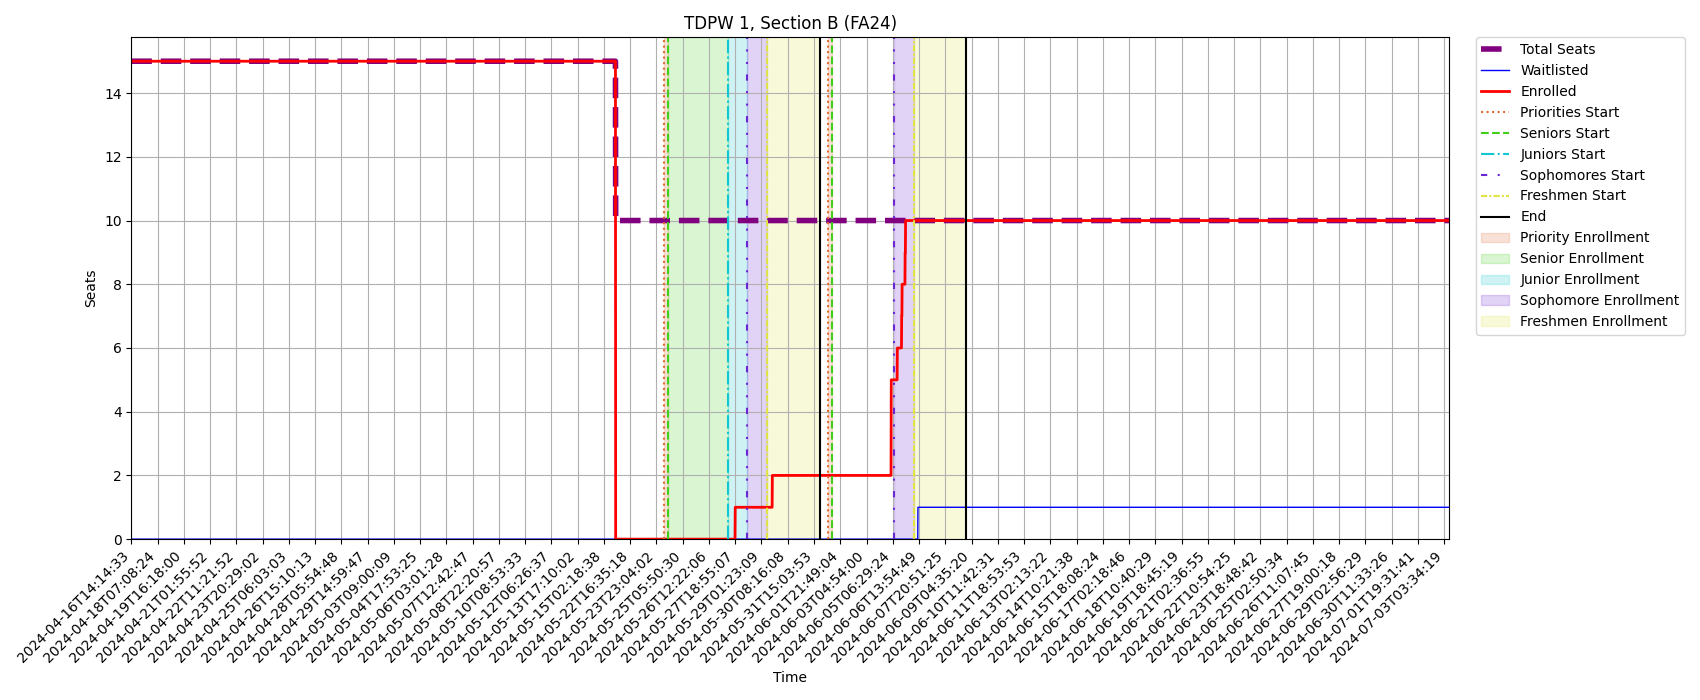 TDPW 1, Section B (FA24)
Total Seats
Waitlisted
Enrolled
Priorities Start
Seniors Start
Juniors Start
Sophomores Start
Freshmen Start
End
Priority Enrollment
Senior Enrollment
Junior Enrollment
Sophomore Enrollment
Freshmen Enrollment
Seats
14
12
10
8
6
4
2
0
2024-04-16T14:14:33
2024-04-18T07:08:24
2024-04-19T16:18:00
2024-04-21T01:55:52
2024-04-22T11:21:52
2024-04-23T20:29:02
2024-04-25T06:03:03
2024-04-26T15:10:13
2024-04-28T05:54:48
2024-04-29T14:59:47
2024-05-03T09:00:09
2024-05-04T17:53:25
2024-05-06T03:01:28
2024-05-07T12:42:47
2024-05-08T22:20:57
2024-05-10T08:53:33
2024-05-12T06:26:37
2024-05-13T17:10:02
2024-05-15T02:18:38
2024-05-22T16:35:18
2024-05-23T23:04:02
2024-05-25T05:50:30
2024-05-26T12:22:06
2024-05-27T18:55:07
2024-05-29T01:23:09
2024-05-30T08:16:08
2024-05-31T15:03:53
2024-06-01T21:49:04
2024-06-03T04:54:00
2024-06-05T06:29:24
2024-06-06T13:54:49
2024-06-07T20:51:25
2024-06-09T04:35:20
2024-06-10T11:42:31
2024-06-11T18:53:53
2024-06-13T02:13:22
2024-06-14T10:21:38
2024-06-15T18:08:24
2024-06-17T02:18:46
2024-06-18T10:40:29
2024-06-19T18:45:19
2024-06-21T02:36:55
2024-06-22T10:54:25
2024-06-23T18:48:42
2024-06-25T02:50:34
2024-06-26T11:07:45
2024-06-27T19:00:18
2024-06-29T02:56:29
2024-06-30T11:33:26
2024-07-01T19:31:41
2024-07-03T03:34:19
Time